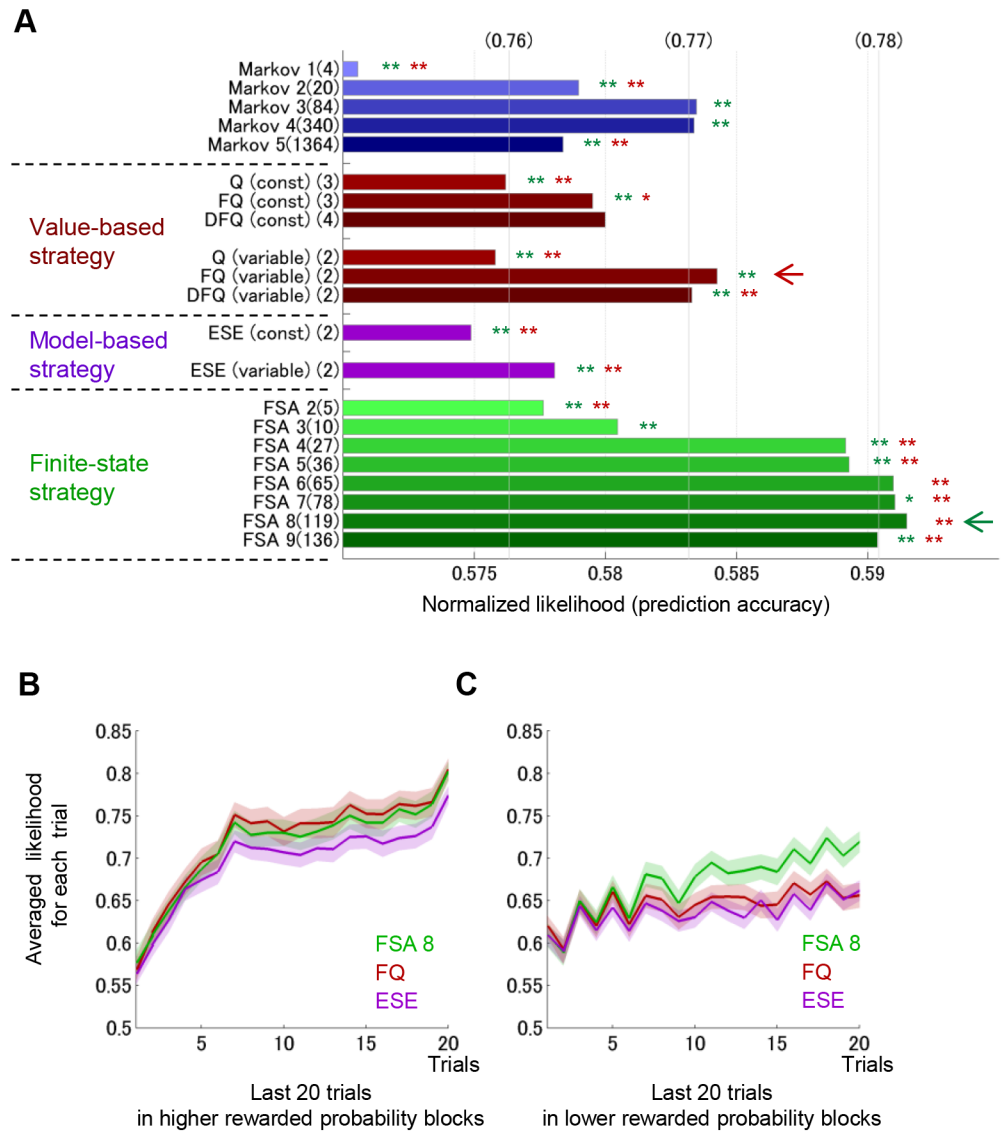 A
(0.76) (0.77) (0.78)
Markov 1(4) ** **
Markov 2(20) ** **
Markov 3(84) **
Markov 4(340) **
Markov 5(1364) ** **
Value-based
strategy
Q (const) (3) ** **
FQ (const) (3) ** *
DFQ (const) (4)
Q (variable) (2) ** **
FQ (variable) (2) **
DFQ (variable) (2) ** **
Model-based
strategy
ESE (const) (2) ** **
ESE (variable) (2) ** **
Finite-state
strategy
FSA 2(5) ** **
FSA 3(10) **
FSA 4(27) ** **
FSA 5(36) ** **
FSA 6(65) **
FSA 7(78) * **
FSA 8(119) **
FSA 9(136) ** **
0.575 0.58 0.585 0.59
Normalized likelihood (prediction accuracy)
B
Averaged likelihood
for each trial
0.85
0.8
0.75
0.7
0.65
0.6
0.55
0.5
FSA 8
FQ
ESE
5 10 15 20
Trials
Last 20 trials
in higher rewarded probability blocks
C
0.85
0.8
0.75
0.7
0.65
0.6
0.55
0.5
FSA 8
FQ
ESE
5 10 15 20
Trials
Last 20 trials
in lower rewarded probability blocks